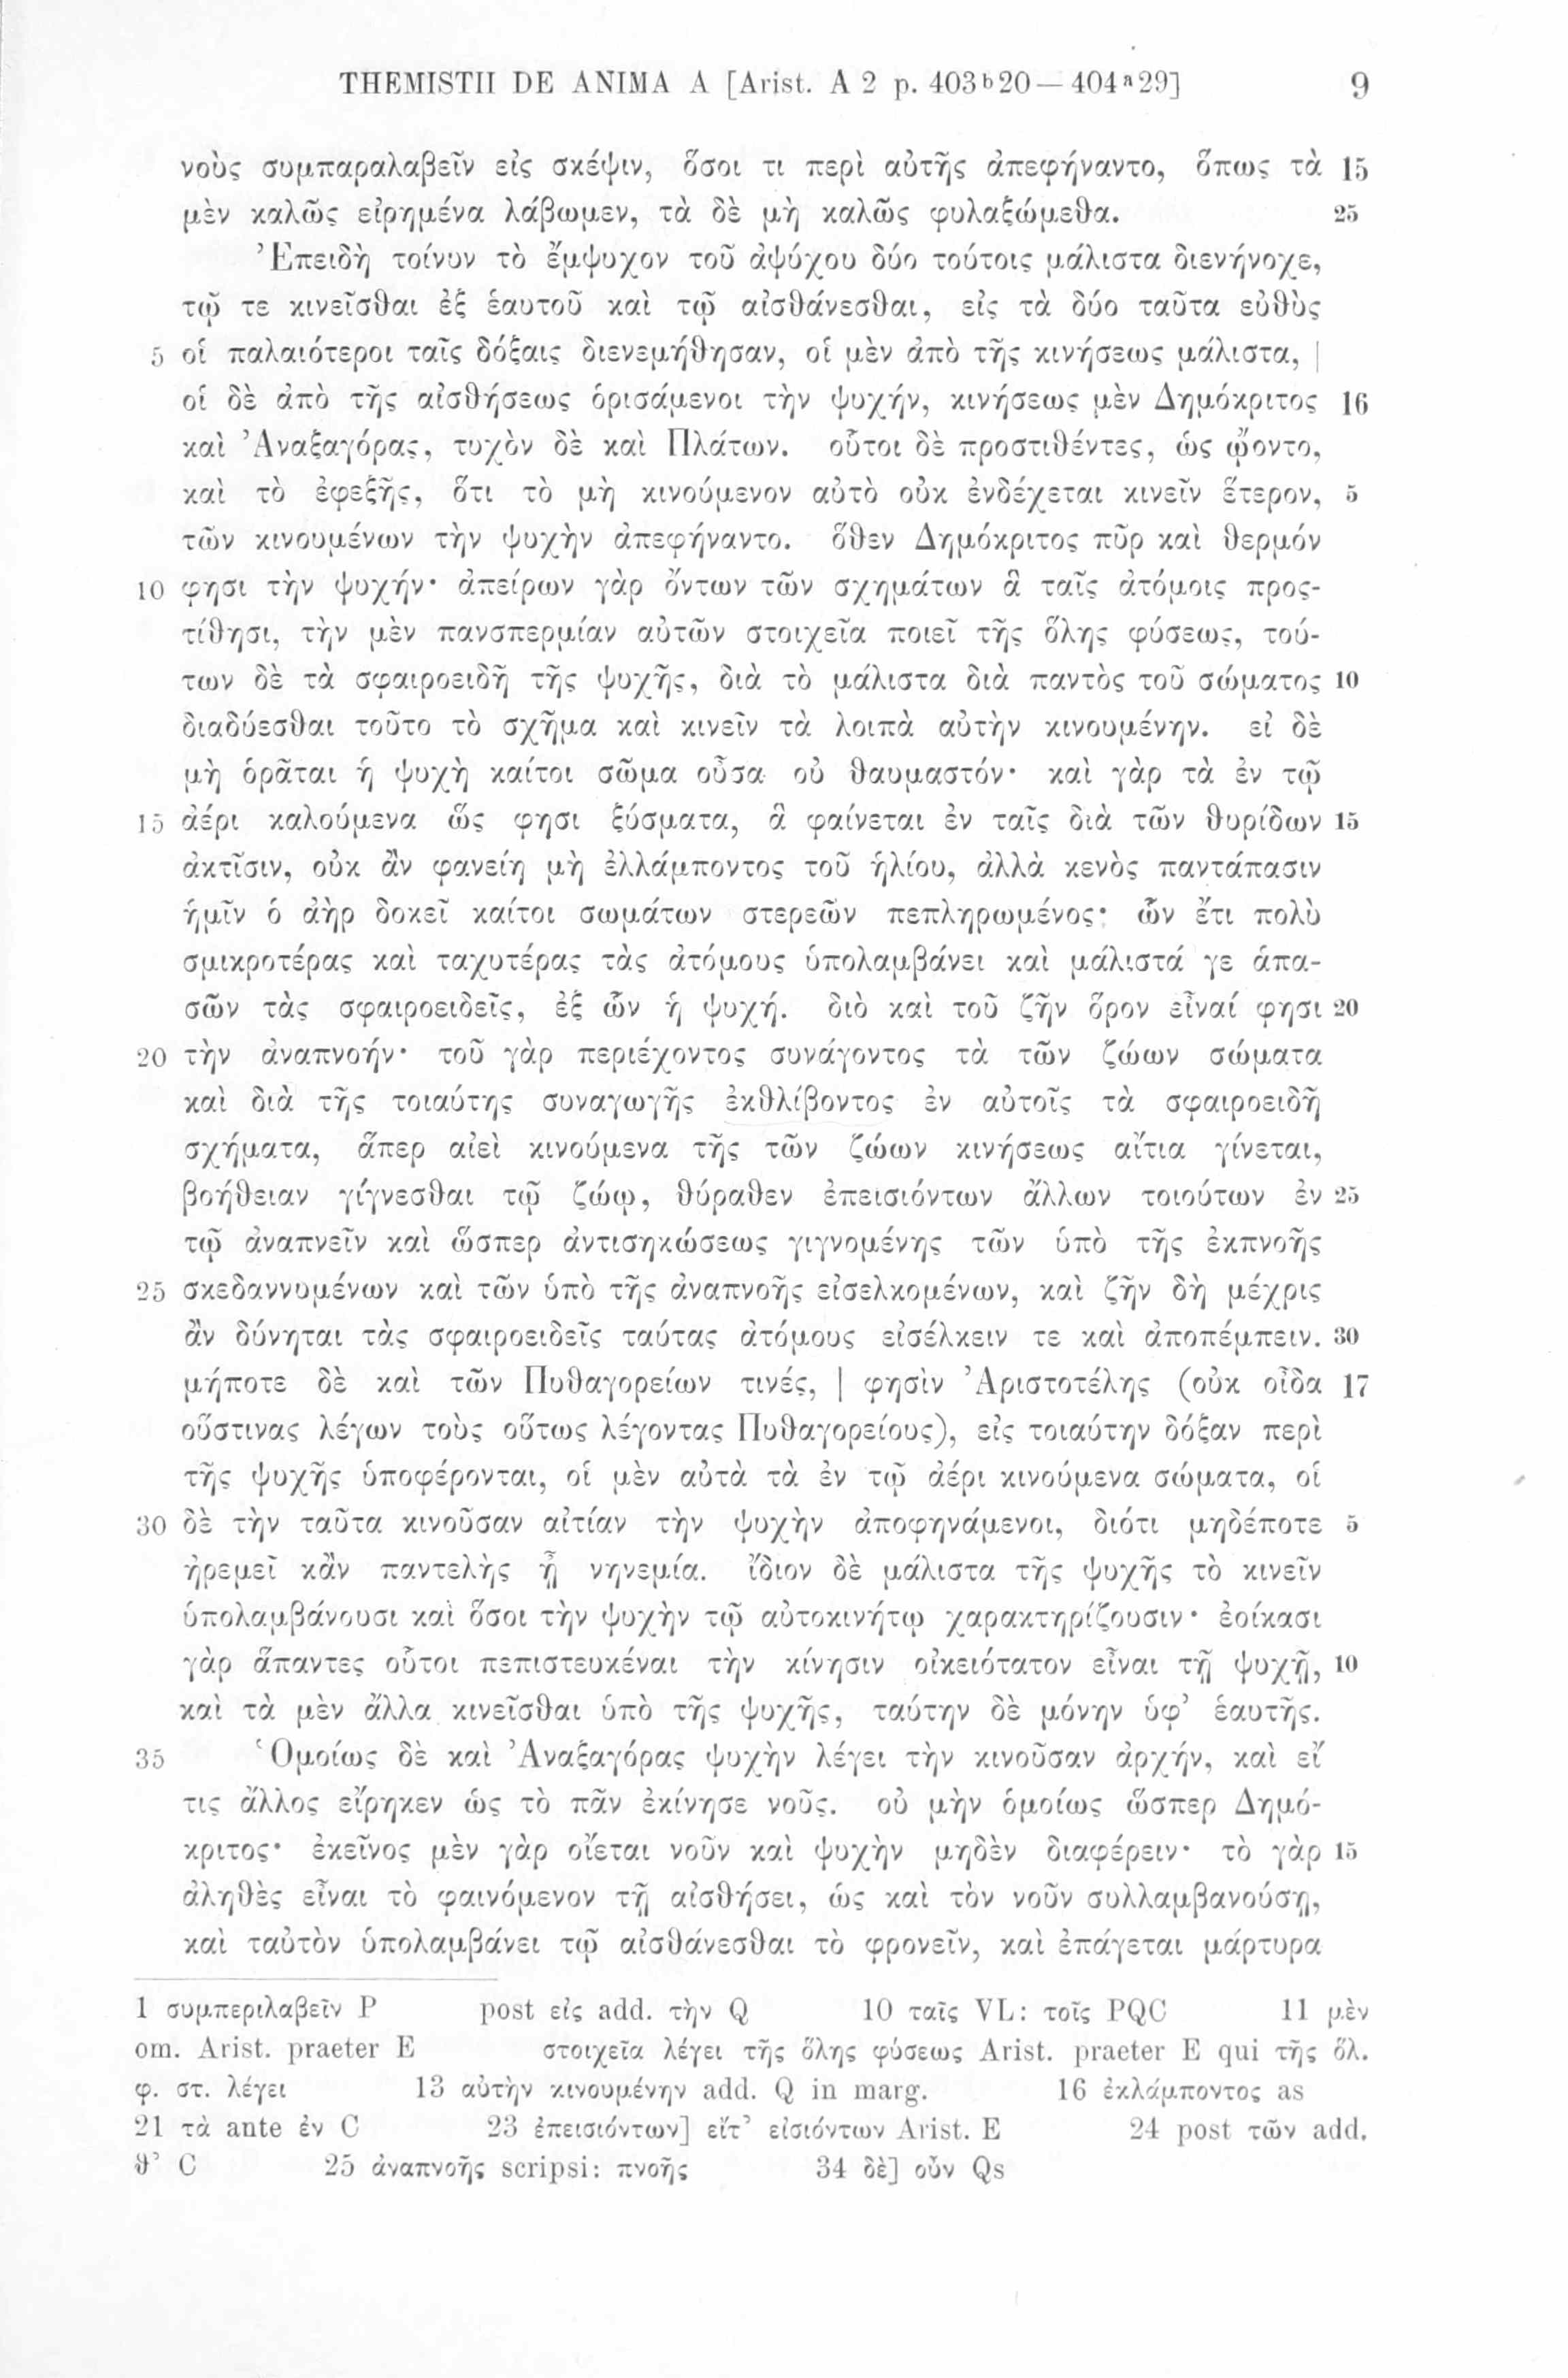 THEMISTII DE ANIMA A [Arist. A 2 p. 403ᵇ20—404ᵃ29] 9
νοὺς συμπαραλαβεῖν εἰς σκέψιν, ὅσοι τι περὶ αὐτῆς ἀπεφήναντο, ὅπως τὰ 15
μὲν καλῶς εἰρημένα λάβωμεν, τὰ δὲ μὴ καλῶς φυλαξώμεθα. 25
Ἐπειδὴ τοίνυν τὸ ἔμψυχον τοῦ ἀψύχου δύο τούτοις μάλιστα διενήνοχε,
τῷ τε κινεῖσθαι ἐξ ἑαυτοῦ καὶ τῷ αἰσθάνεσθαι, εἰς τὰ δύο ταῦτα εὐθὺς
5 οἱ παλαιότεροι ταῖς δόξαις διενεμήθησαν, οἱ μὲν ἀπὸ τῆς κινήσεως μάλιστα, |
οἱ δὲ ἀπὸ τῆς αἰσθήσεως ὁρισάμενοι τὴν ψυχήν, κινήσεως μὲν Δημόκριτος 16
καὶ Ἀναξαγόρας, τυχὸν δὲ καὶ Πλάτων. οὗτοι δὲ προστιθέντες, ὡς ᾤοντο,
καὶ τὸ ἐφεξῆς, ὅτι τὸ μὴ κινούμενον αὐτὸ οὐκ ἐνδέχεται κινεῖν ἕτερον, 5
τῶν κινουμένων τὴν ψυχὴν ἀπεφήναντο. ὅθεν Δημόκριτος πῦρ καὶ θερμόν
10 φησι τὴν ψυχήν· ἀπείρων γὰρ ὄντων τῶν σχημάτων ἃ ταῖς ἀτόμοις προς-
τίθησι, τὴν μὲν πανσπερμίαν αὐτῶν στοιχεῖα ποιεῖ τῆς ὅλης φύσεως, τού-
των δὲ τὰ σφαιροειδῆ τῆς ψυχῆς, διὰ τὸ μάλιστα διὰ παντὸς τοῦ σώματος 10
διαδύεσθαι τοῦτο τὸ σχῆμα καὶ κινεῖν τὰ λοιπὰ αὐτὴν κινουμένην. εἰ δὲ
μὴ ὁρᾶται ἡ ψυχὴ καίτοι σῶμα οὖσα οὐ θαυμαστόν· καὶ γὰρ τὰ ἐν τῷ
15 ἀέρι καλούμενα ὥς φησι ξύσματα, ἃ φαίνεται ἐν ταῖς διὰ τῶν θυρίδων 15
ἀκτῖσιν, οὐκ ἂν φανείη μὴ ἐλλάμποντος τοῦ ἡλίου, ἀλλὰ κενὸς παντάπασιν
ἡμῖν ὁ ἀὴρ δοκεῖ καίτοι σωμάτων στερεῶν πεπληρωμένος· ὧν ἔτι πολὺ
σμικροτέρας καὶ ταχυτέρας τὰς ἀτόμους ὑπολαμβάνει καὶ μάλιστά γε ἁπα-
σῶν τὰς σφαιροειδεῖς, ἐξ ὧν ἡ ψυχή. διὸ καὶ τοῦ ζῆν ὅρον εἶναί φησι 20
20 τὴν ἀναπνοήν· τοῦ γὰρ περιέχοντος συνάγοντος τὰ τῶν ζῴων σώματα
καὶ διὰ τῆς τοιαύτης συναγωγῆς ἐκθλίβοντος ἐν αὐτοῖς τὰ σφαιροειδῆ
σχήματα, ἅπερ αἰεὶ κινούμενα τῆς τῶν ζῴων κινήσεως αἴτια γίνεται,
βοήθειαν γίγνεσθαι τῷ ζῴῳ, θύραθεν ἐπεισιόντων ἄλλων τοιούτων ἐν 25
τῷ ἀναπνεῖν καὶ ὥσπερ ἀντισηκώσεως γιγνομένης τῶν ὑπὸ τῆς ἐκπνοῆς
25 σκεδαννυμένων καὶ τῶν ὑπὸ τῆς ἀναπνοῆς εἰσελκομένων, καὶ ζῆν δὴ μέχρις
ἂν δύνηται τὰς σφαιροειδεῖς ταύτας ἀτόμους εἰσέλκειν τε καὶ ἀποπέμπειν. 30
μήποτε δὲ καὶ τῶν Πυθαγορείων τινές, | φησὶν Ἀριστοτέλης (οὐκ οἶδα 17
οὕστινας λέγων τοὺς οὕτως λέγοντας Πυθαγορείους), εἰς τοιαύτην δόξαν περὶ
τῆς ψυχῆς ὑποφέρονται, οἱ μὲν αὐτὰ τὰ ἐν τῷ ἀέρι κινούμενα σώματα, οἱ
30 δὲ τὴν ταῦτα κινοῦσαν αἰτίαν τὴν ψυχὴν ἀποφηνάμενοι, διότι μηδέποτε 5
ἠρεμεῖ κἂν παντελὴς ᾖ νηνεμία. ἴδιον δὲ μάλιστα τῆς ψυχῆς τὸ κινεῖν
ὑπολαμβάνουσι καὶ ὅσοι τὴν ψυχὴν τῷ αὐτοκινήτῳ χαρακτηρίζουσιν· ἐοίκασι
γὰρ ἅπαντες οὗτοι πεπιστευκέναι τὴν κίνησιν οἰκειότατον εἶναι τῇ ψυχῇ, 10
καὶ τὰ μὲν ἄλλα κινεῖσθαι ὑπὸ τῆς ψυχῆς, ταύτην δὲ μόνην ὑφ’ ἑαυτῆς.
35 Ὁμοίως δὲ καὶ Ἀναξαγόρας ψυχὴν λέγει τὴν κινοῦσαν ἀρχήν, καὶ εἴ
τις ἄλλος εἴρηκεν ὡς τὸ πᾶν ἐκίνησε νοῦς. οὐ μὴν ὁμοίως ὥσπερ Δημό-
κριτος· ἐκεῖνος μὲν γὰρ οἴεται νοῦν καὶ ψυχὴν μηδὲν διαφέρειν· τὸ γὰρ 15
ἀληθὲς εἶναι τὸ φαινόμενον τῇ αἰσθήσει, ὡς καὶ τὸν νοῦν συλλαμβανούσῃ,
καὶ ταὐτὸν ὑπολαμβάνει τῷ αἰσθάνεσθαι τὸ φρονεῖν, καὶ ἐπάγεται μάρτυρα
1 συμπεριλαβεῖν P post εἰς add. τὴν Q 10 ταῖς VL: τοῖς PQC 11 μὲν
om. Arist. praeter E στοιχεῖα λέγει τῆς ὅλης φύσεως Arist. praeter E qui τῆς ὅλ.
φ. στ. λέγει 13 αὐτὴν κινουμένην add. Q in marg. 16 ἐκλάμποντος as
21 τὰ ante ἐν C 23 ἐπεισιόντων] εἴτ’ εἰσιόντων Arist. E 24 post τῶν add.
θ’ C 25 ἀναπνοῆς scripsi: πνοῆς 34 δὲ] οὖν Qs